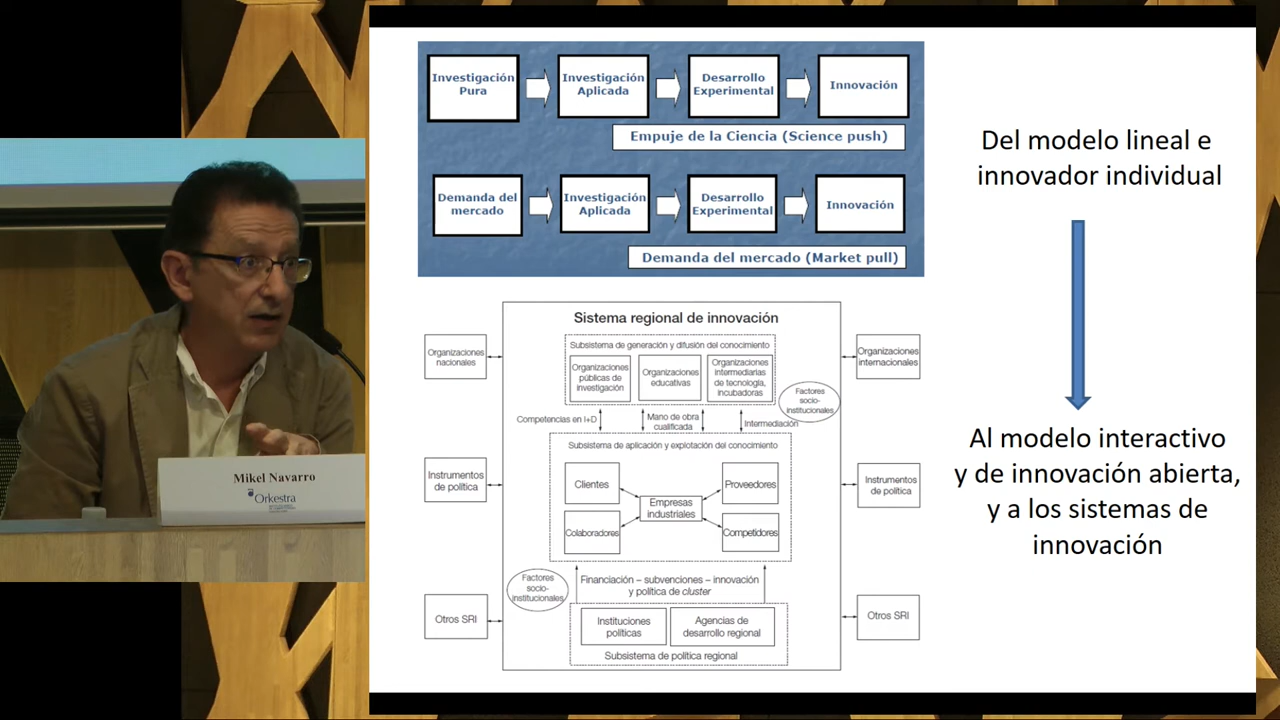 Investigación
Pura
Investigación
Aplicada
Desarrollo
Experimental
Innovación
Empuje de la Ciencia (Science push)
Demanda del
mercado
Investigación
Aplicada
Desarrollo
Experimental
Innovación
Demanda del mercado (Market pull)
Sistema regional de innovación
Subsistema de generación y difusión del conocimiento
Organizaciones
nacionales
Organizaciones
públicas de
investigación
Organizaciones
educativas
Organizaciones
intermediarias
de tecnología,
incubadoras
Organizaciones
internacionales
Factores
socio-
institucionales
Competencias en I+D
Mano de obra
cualificada
Intermediación
Subsistema de aplicación y explotación del conocimiento
Instrumentos
de política
Clientes
Proveedores
Empresas
industriales
Colaboradores
Competidores
Instrumentos
de política
Factores
socio-
institucionales
Financiación – subvenciones – innovación
y política de cluster
Otros SRI
Instituciones
políticas
Agencias de
desarrollo regional
Otros SRI
Subsistema de política regional
Del modelo lineal e
innovador individual
Al modelo interactivo
y de innovación abierta,
y a los sistemas de
innovación
Mikel Navarro
Orkestra